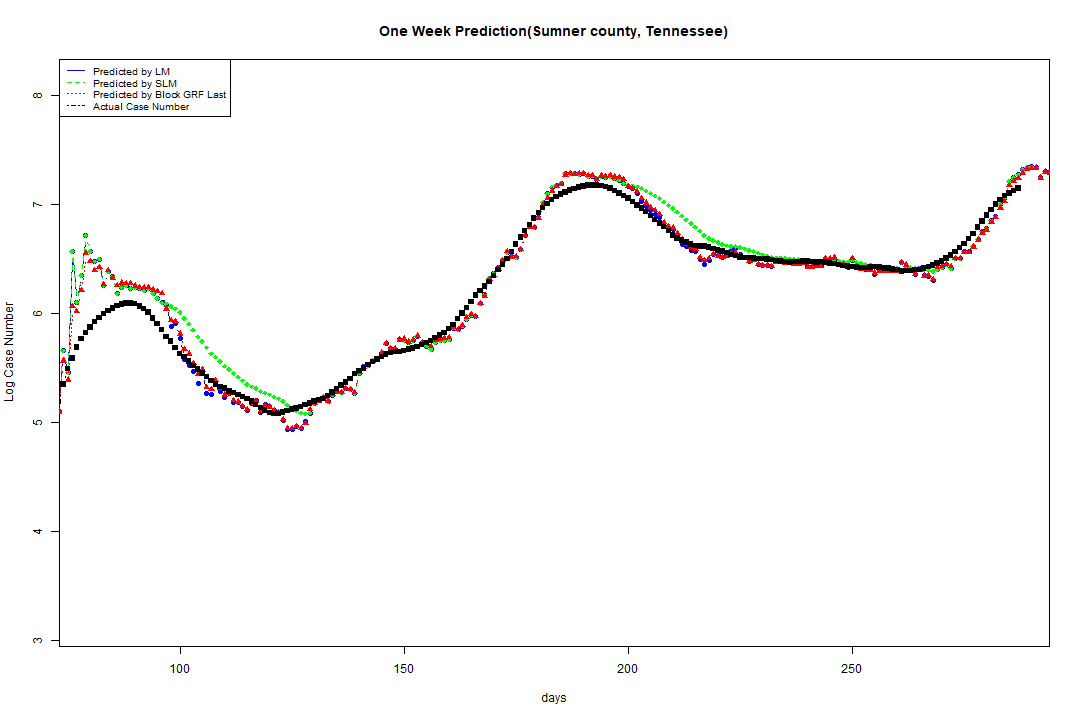 One Week Prediction(Sumner county, Tennessee)
Predicted by LM
Predicted by SLM
Predicted by Block GRF Last
Actual Case Number
8
7
6
5
4
3
Log Case Number
100 150 200 250
days